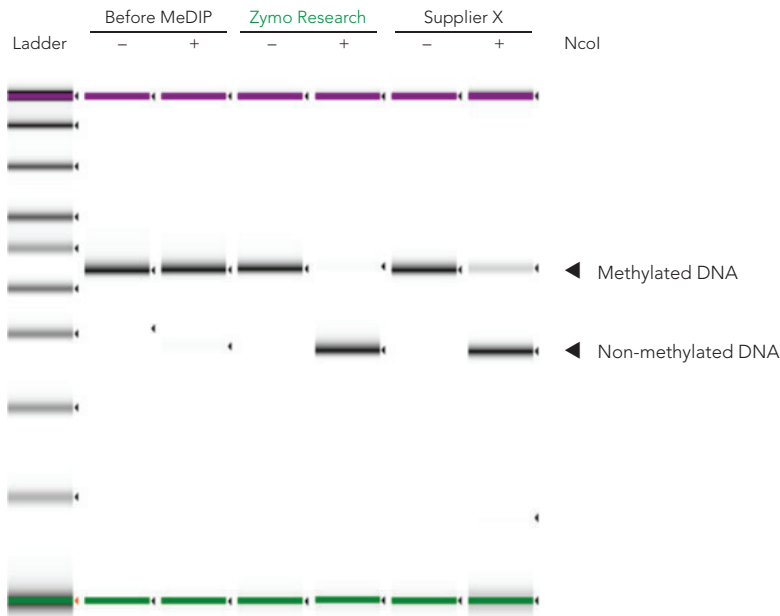 Before MeDIP Zymo Research Supplier X
Ladder – + – + – + NcoI
Methylated DNA
Non-methylated DNA